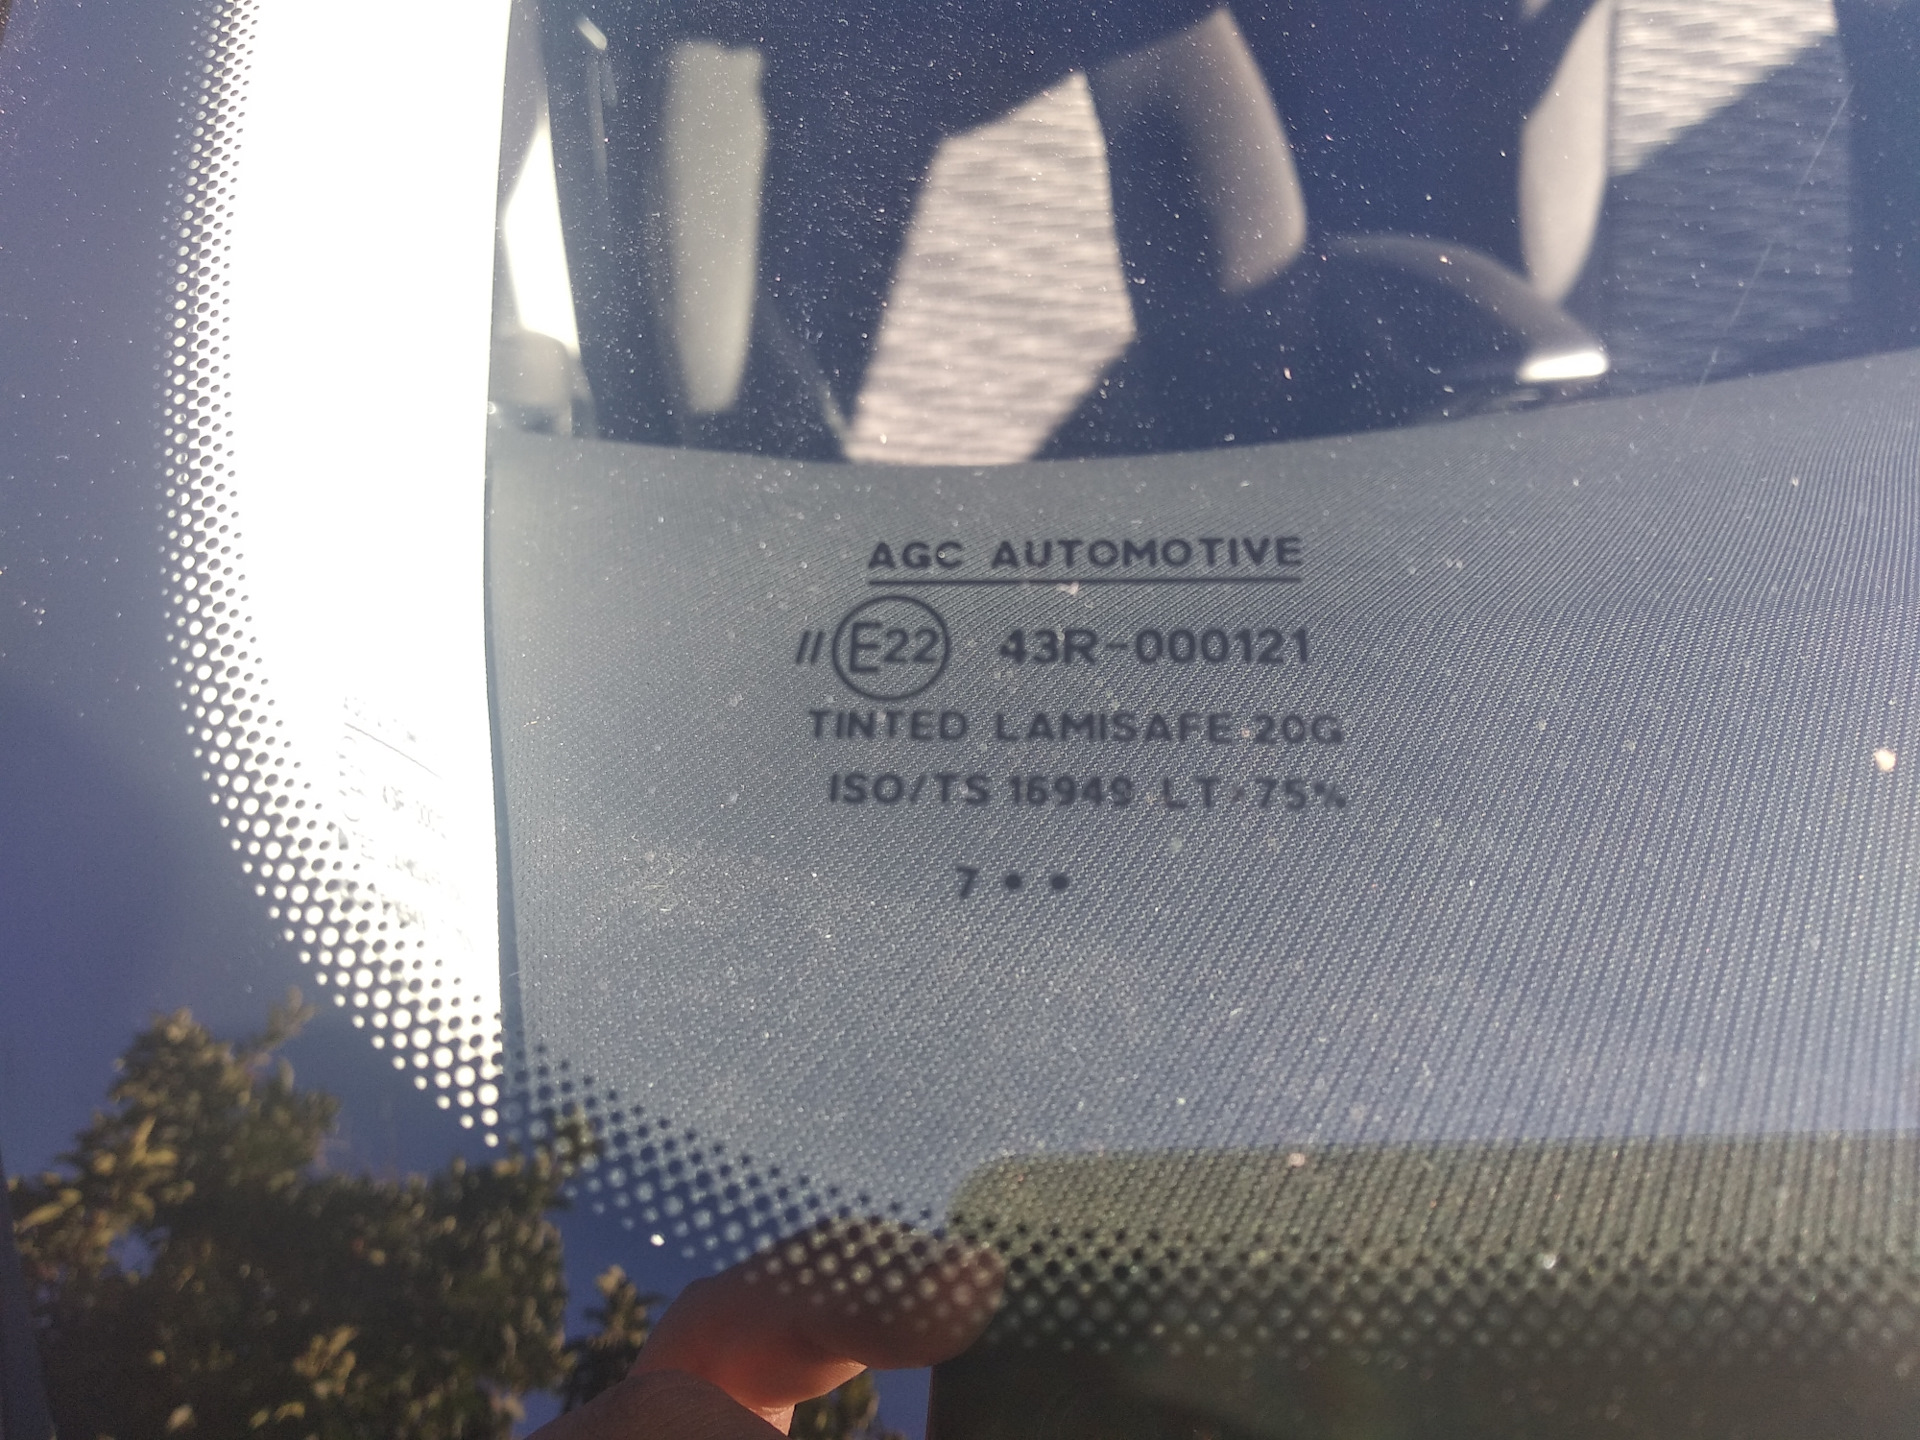 AGC AUTOMOTIVE
// E22 43R-000121
TINTED LAMISAFE 20G
ISO/TS 16949 LT 75%
7 • •